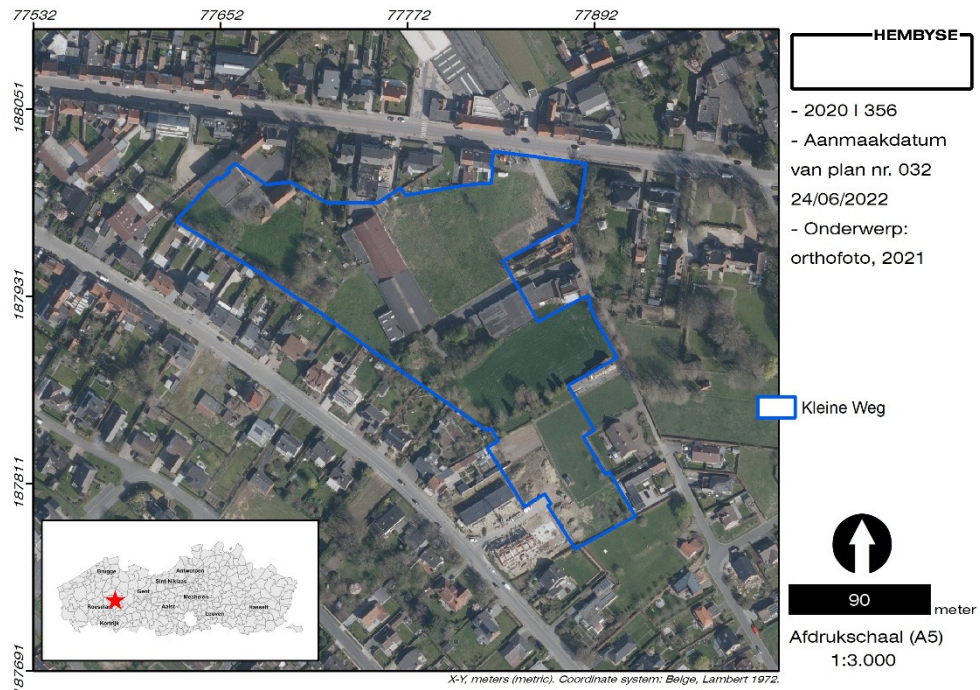 77532 77652 77772 77892
188051
187931
187811
187691
HEMBYSE
- 2020 I 356
- Aanmaakdatum
van plan nr. 032
24/06/2022
- Onderwerp:
orthofoto, 2021
Kleine Weg
90 meter
Afdrukschaal (A5)
1:3.000
Brugge
Antwerpen
Sint-Niklaas
Gent
Mechelen
Roeselare
Aalst
Leuven
Hasselt
Kortrijk
X-Y, meters (metric). Coordinate system: Belge, Lambert 1972.